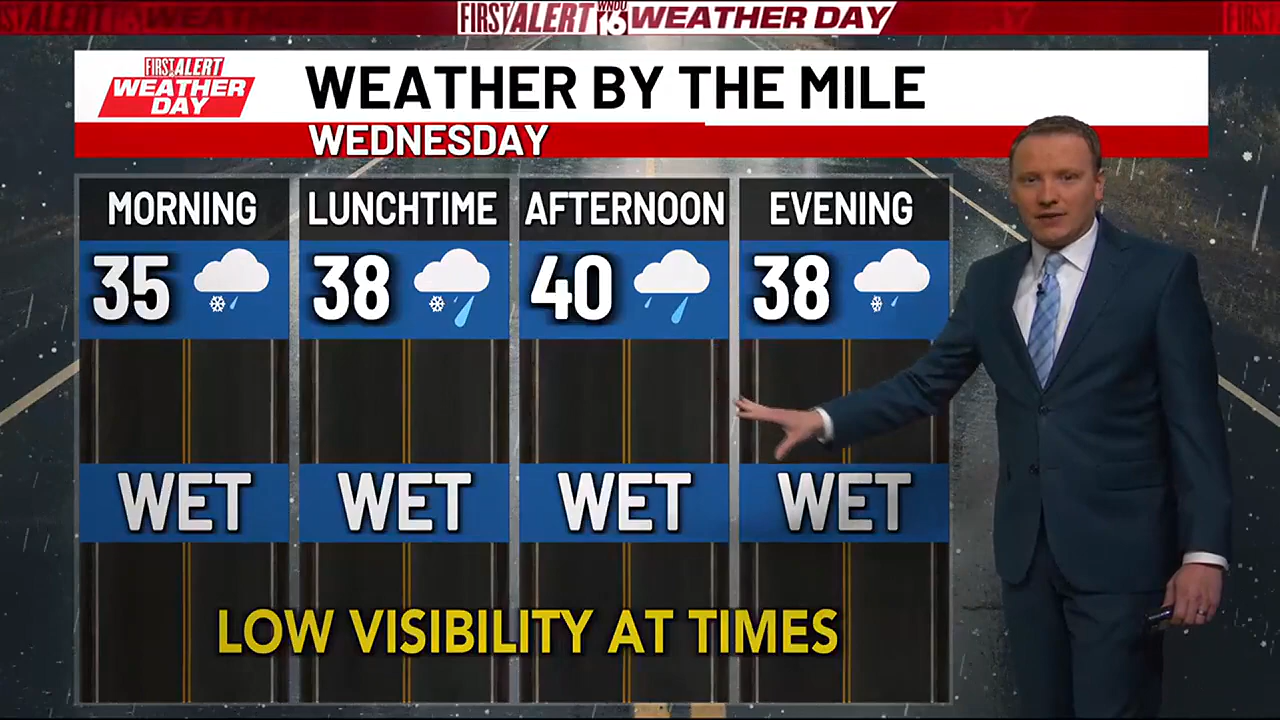 FIRST ALERT WNDU 16 WEATHER DAY
FIRST ALERT
WEATHER
DAY
WEATHER BY THE MILE
WEDNESDAY
MORNING LUNCHTIME AFTERNOON EVENING
35 38 40 38
WET WET WET WET
LOW VISIBILITY AT TIMES